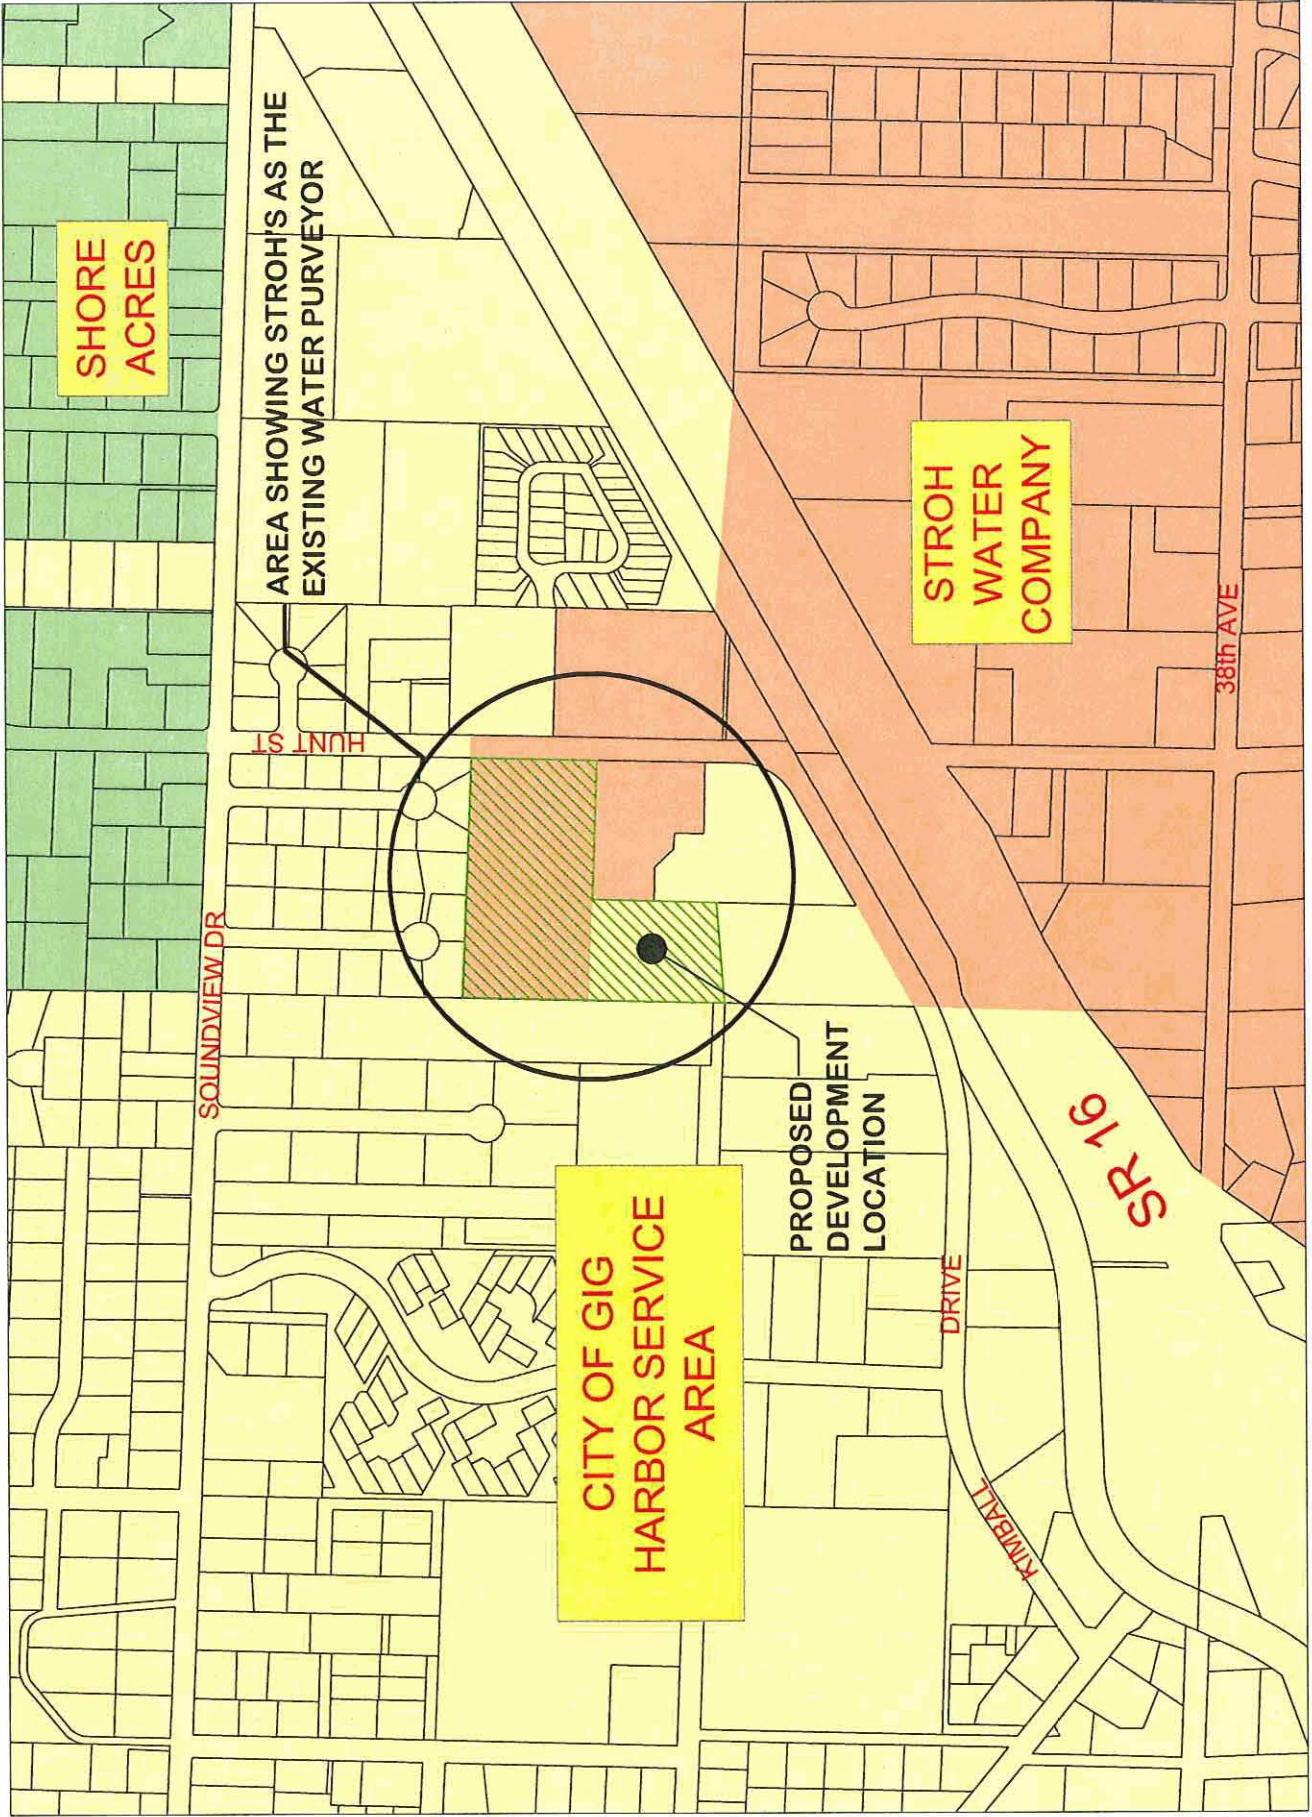 SHORE
ACRES
AREA SHOWING STROH'S AS THE
EXISTING WATER PURVEYOR
HUNT ST
SOUNDVIEW DR
STROH
WATER
COMPANY
38th AVE
PROPOSED
DEVELOPMENT
LOCATION
CITY OF GIG
HARBOR SERVICE
AREA
SR 16
KIMBALL
DRIVE